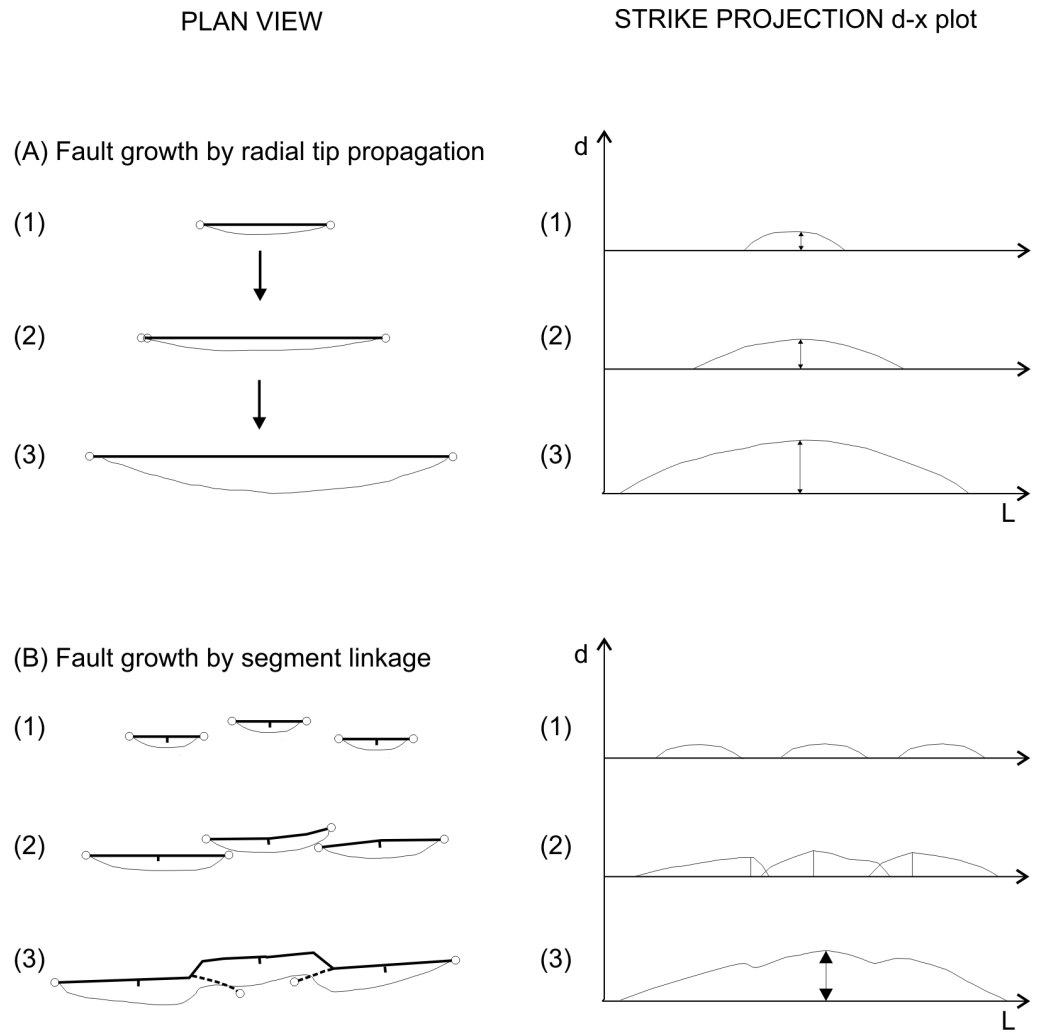 PLAN VIEW
STRIKE PROJECTION d-x plot
(A) Fault growth by radial tip propagation
(1)
(2)
(3)
d
(1)
(2)
(3)
L
(B) Fault growth by segment linkage
(1)
(2)
(3)
d
(1)
(2)
(3)
L